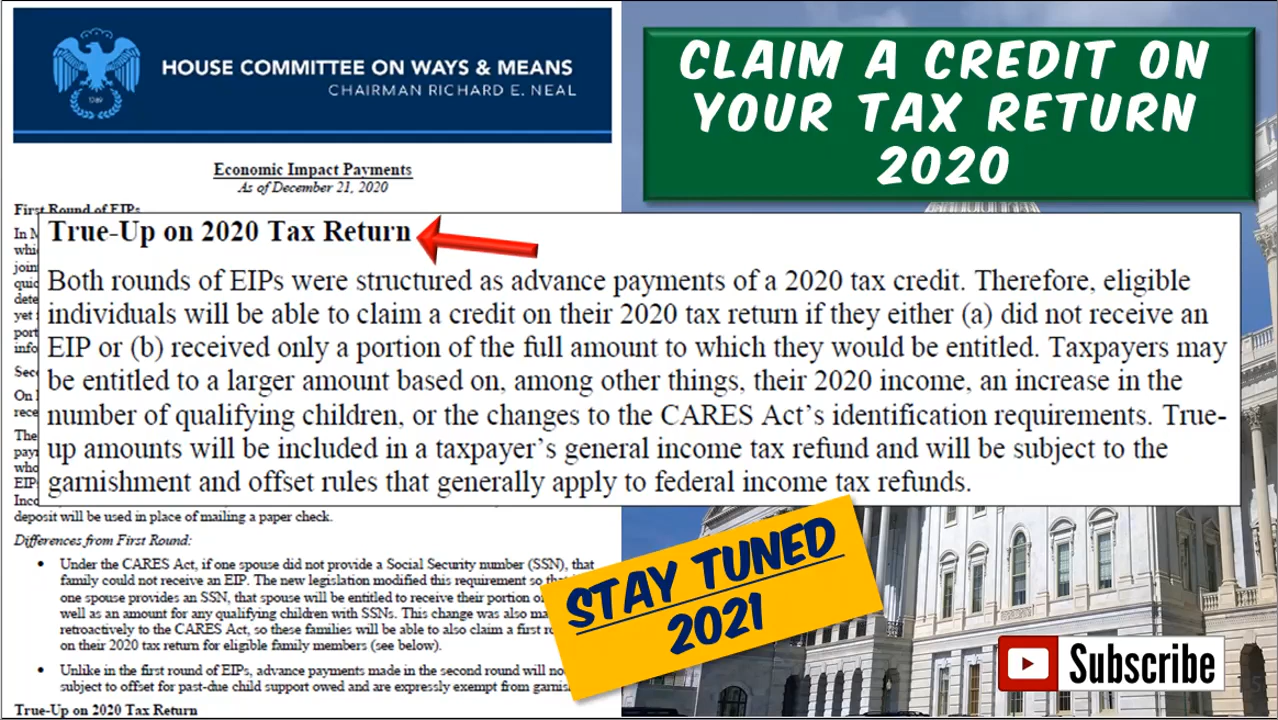 HOUSE COMMITTEE ON WAYS & MEANS
CHAIRMAN RICHARD E. NEAL
1789
CLAIM A CREDIT ON
YOUR TAX RETURN
2020
Economic Impact Payments
As of December 21, 2020
First Round of EIPs
True-Up on 2020 Tax Return
Both rounds of EIPs were structured as advance payments of a 2020 tax credit. Therefore, eligible
individuals will be able to claim a credit on their 2020 tax return if they either (a) did not receive an
EIP or (b) received only a portion of the full amount to which they would be entitled. Taxpayers may
be entitled to a larger amount based on, among other things, their 2020 income, an increase in the
number of qualifying children, or the changes to the CARES Act's identification requirements. True-
up amounts will be included in a taxpayer's general income tax refund and will be subject to the
garnishment and offset rules that generally apply to federal income tax refunds.
deposit will be used in place of mailing a paper check.
Differences from First Round:
• Under the CARES Act, if one spouse did not provide a Social Security number (SSN), that
family could not receive an EIP. The new legislation modified this requirement so
one spouse provides an SSN, that spouse will be entitled to receive their portion
well as an amount for any qualifying children with SSNs. This change was also
retroactively to the CARES Act, so these families will be able to also claim a first
on their 2020 tax return for eligible family members (see below).
• Unlike in the first round of EIPs, advance payments made in the second round will
subject to offset for past-due child support owed and are expressly exempt from
True-Up on 2020 Tax Return
STAY TUNED
2021
Subscribe